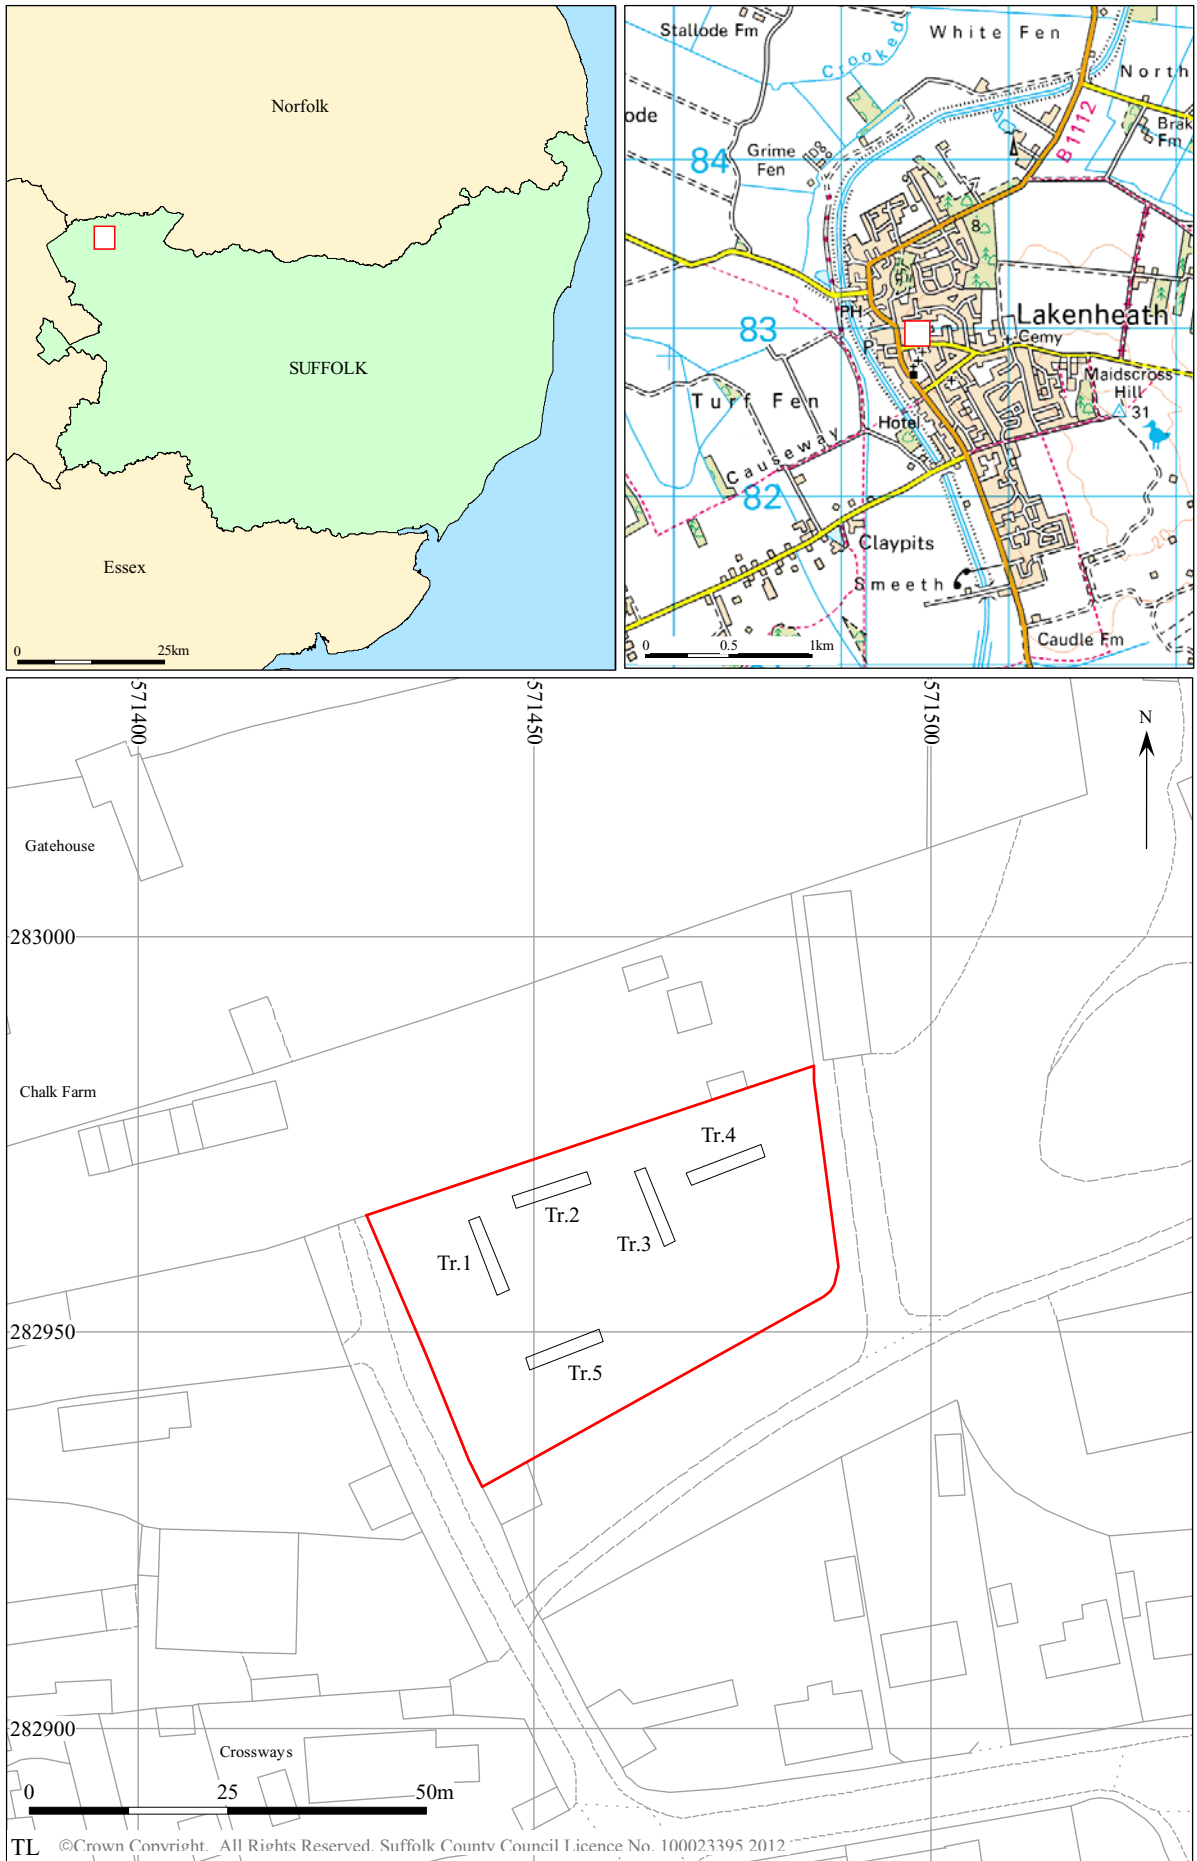 Norfolk
SUFFOLK
Essex
0 25km
Stallode Fm
White Fen
Crooked
North
ode
Grime
Fen
84
B1112
Brak
Fm
8
PH
Lakenheath
83
P
Cemy
Maidscross
Hill
31
Turf Fen
Hotel
Causeway
82
Claypits
20
Smeeth
Caudle Fm
0 0.5 1km
571400
571450
571500
N
Gatehouse
283000
Chalk Farm
Tr.4
Tr.2
Tr.3
Tr.1
282950
Tr.5
282900
Crossways
0 25 50m
TL ©Crown Copyright. All Rights Reserved. Suffolk County Council Licence No. 100023395 2012